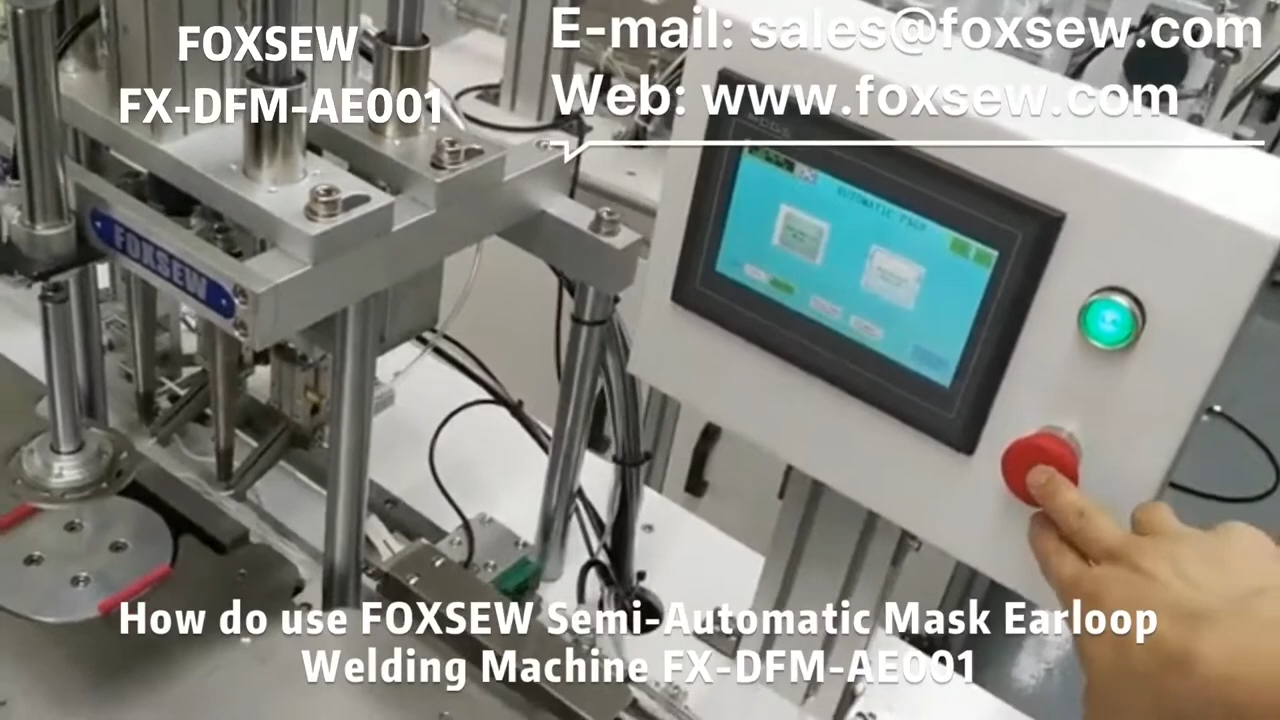 FOXSEW
FX-DFM-AE001
E-mail: sales@foxsew.com
Web: www.foxsew.com
AUTOMATIC PAGE
FOXSEW
How do use FOXSEW Semi-Automatic Mask Earloop
Welding Machine FX-DFM-AE001